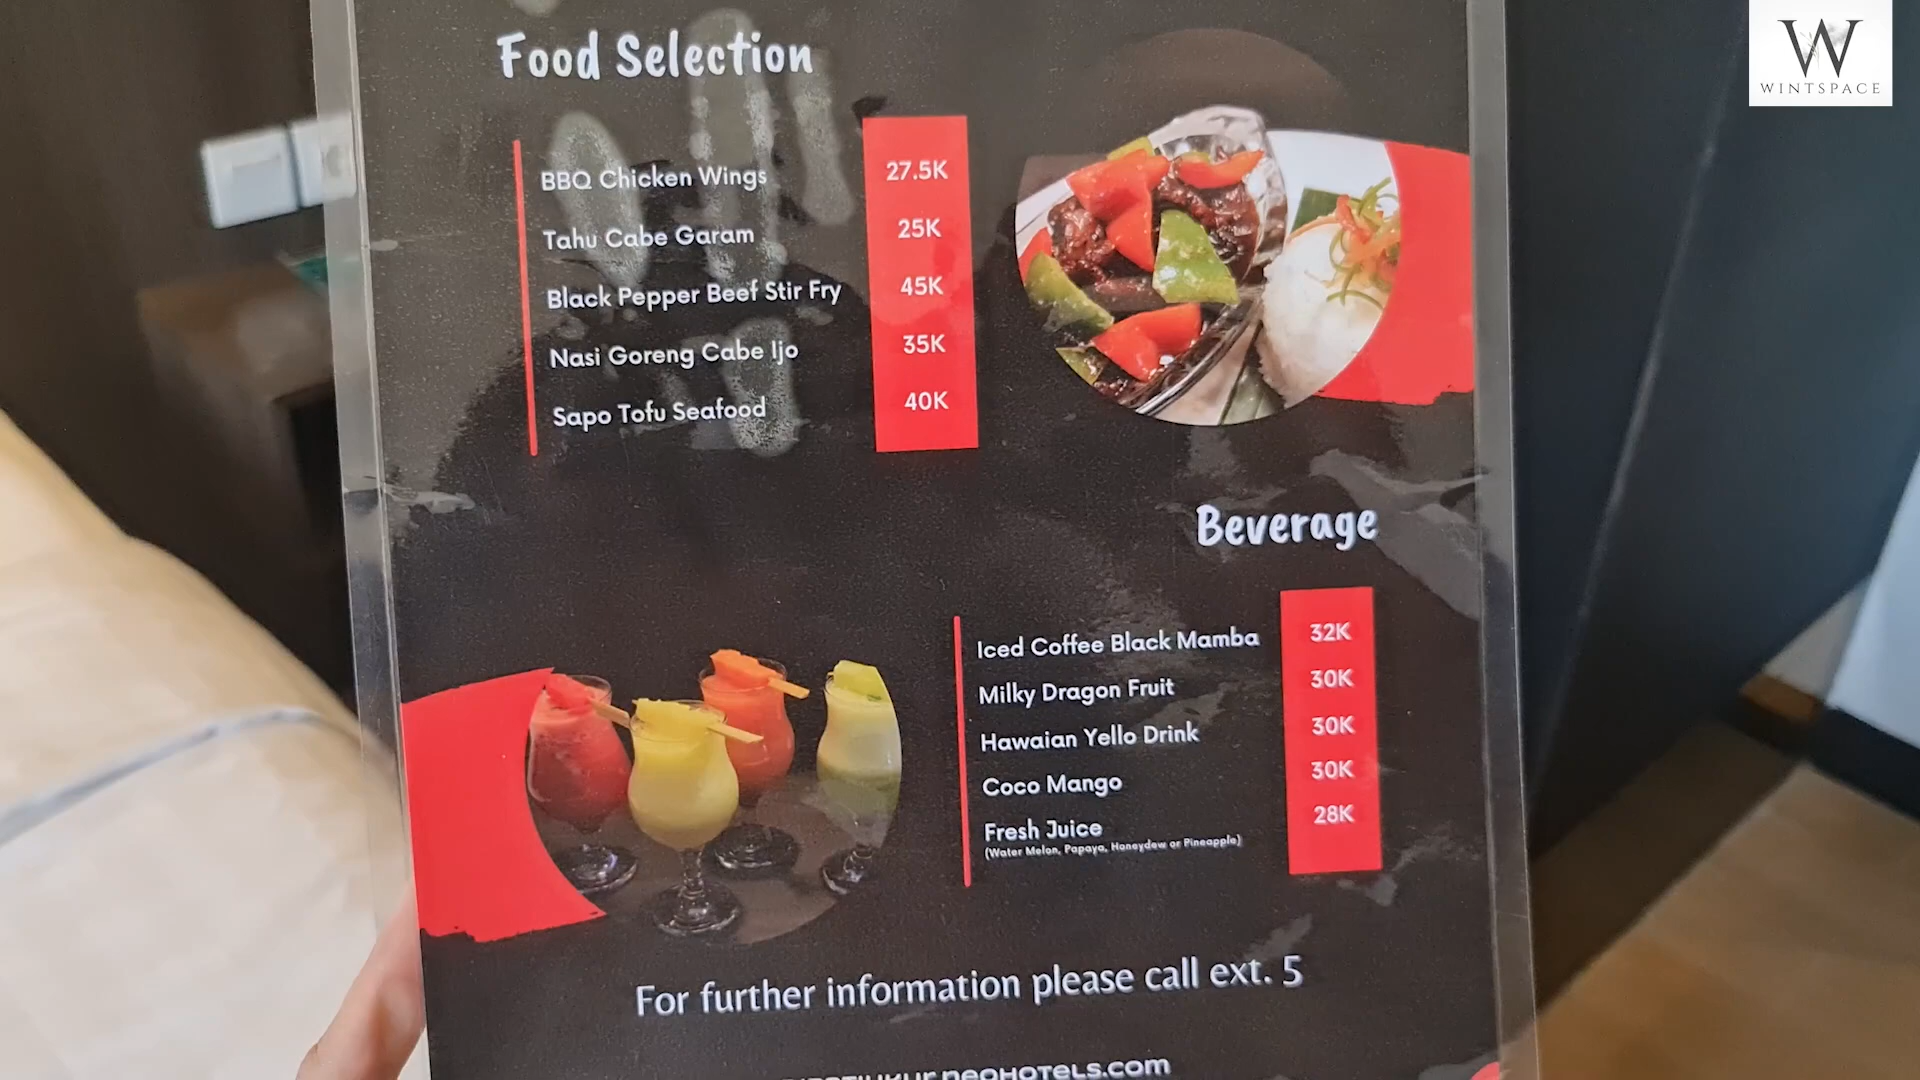 W
WINTSPACE
Food Selection
BBQ Chicken Wings 27.5K
Tahu Cabe Garam 25K
Black Pepper Beef Stir Fry 45K
Nasi Goreng Cabe Ijo 35K
Sapo Tofu Seafood 40K
Beverage
Iced Coffee Black Mamba 32K
Milky Dragon Fruit 30K
Hawaian Yello Drink 30K
Coco Mango 30K
Fresh Juice 28K
(Water Melon, Papaya, Honeydew or Pineapple)
For further information please call ext. 5
neoHoTeLs.com